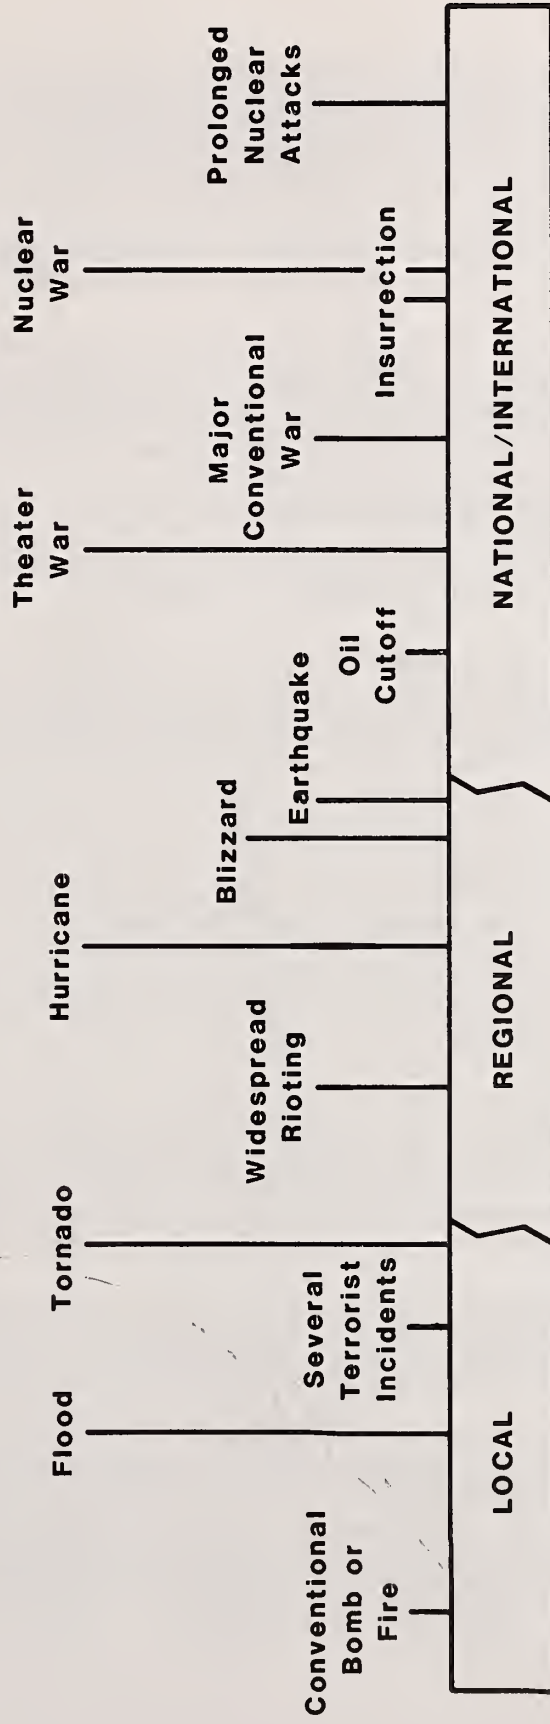 Conventional
Bomb or
Fire
Flood
Several
Terrorist
Incidents
Tornado
Widespread
Rioting
Hurricane
Blizzard
Earthquake
Oil
Cutoff
Theater
War
Major
Conventional
War
Insurrection
Nuclear
War
Prolonged
Nuclear
Attacks
LOCAL
REGIONAL
NATIONAL/INTERNATIONAL